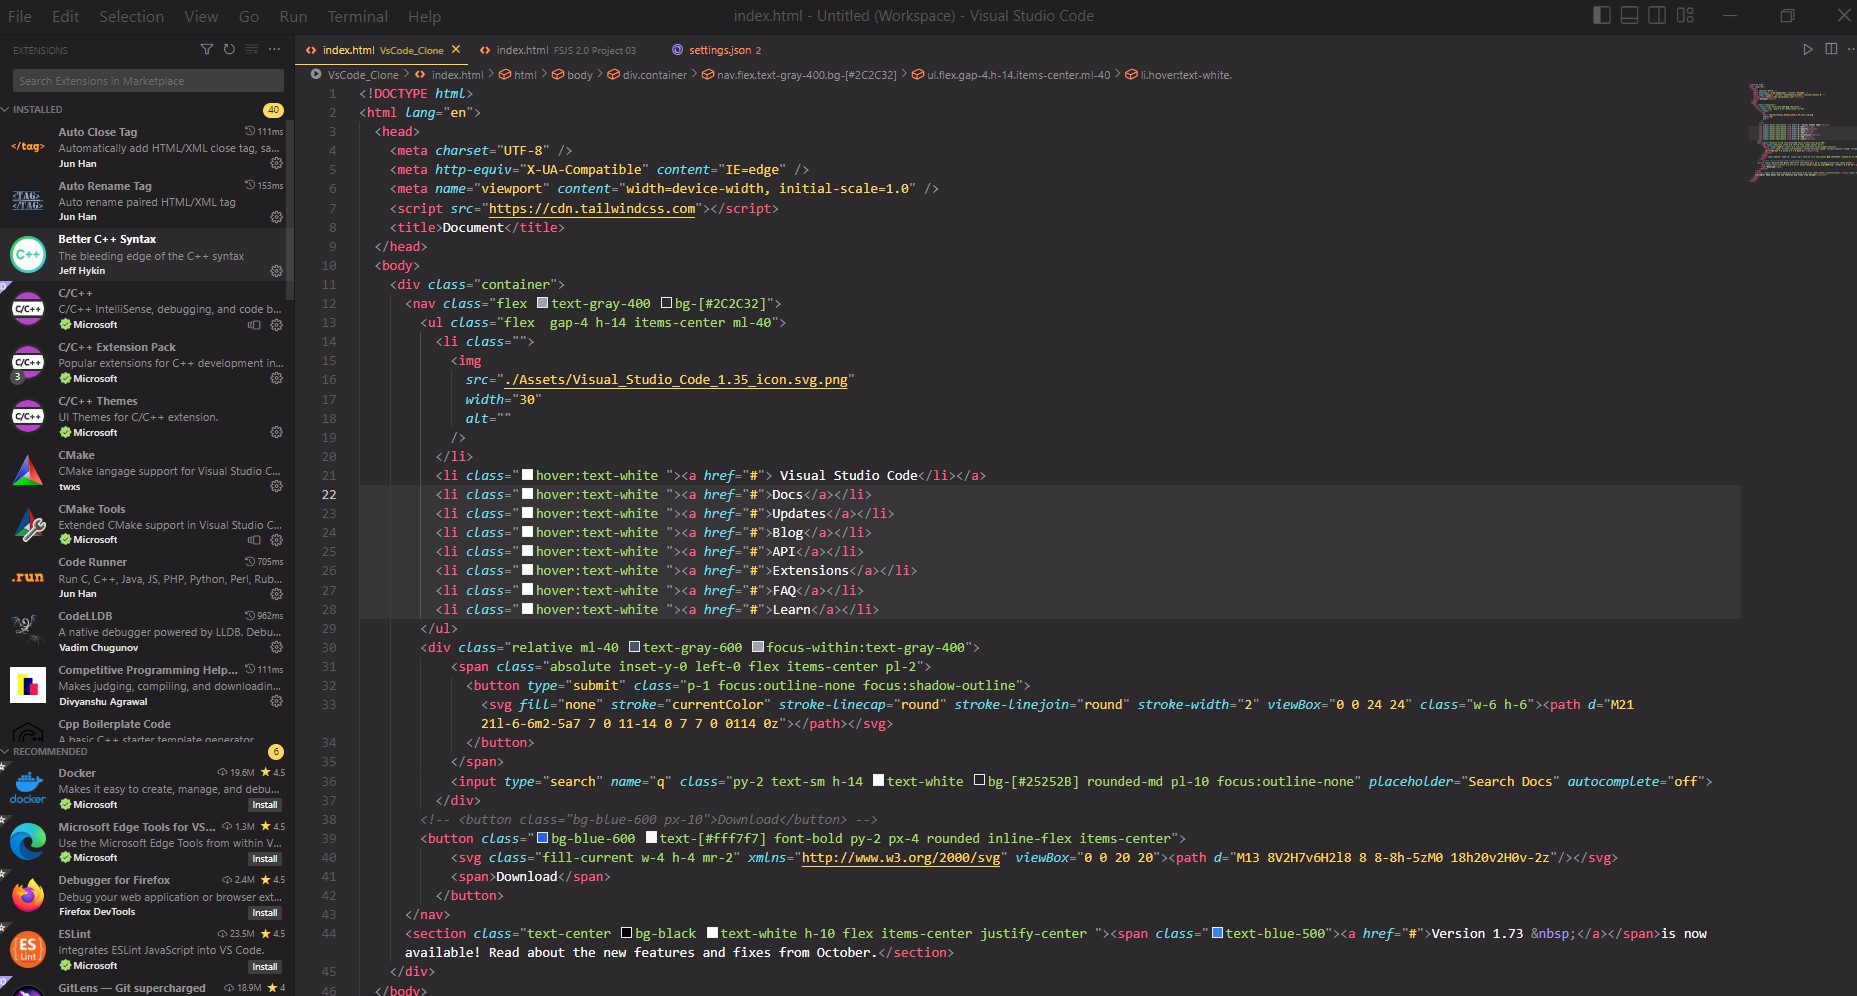 File Edit Selection View Go Run Terminal Help
index.html - Untitled (Workspace) - Visual Studio Code
EXTENSIONS
Search Extensions in Marketplace
INSTALLED 40
</tag> Auto Close Tag 111ms
Automatically add HTML/XML close tag, sa...
Jun Han
<TAG> </TAG> Auto Rename Tag 153ms
Auto rename paired HTML/XML tag
Jun Han
C++ Better C++ Syntax
The bleeding edge of the C++ syntax
Jeff Hykin
C/C++ C/C++
C/C++ IntelliSense, debugging, and code b...
Microsoft
C/C++ 3 C/C++ Extension Pack
Popular extensions for C++ development in...
Microsoft
C/C++ C/C++ Themes
UI Themes for C/C++ extension.
Microsoft
CMake
CMake langage support for Visual Studio C...
twxs
CMake Tools
Extended CMake support in Visual Studio C...
Microsoft
.run Code Runner 705ms
Run C, C++, Java, JS, PHP, Python, Perl, Rub...
Jun Han
CodeLLDB 962ms
A native debugger powered by LLDB. Debu...
Vadim Chugunov
Competitive Programming Help... 111ms
Makes judging, compiling, and downloadin...
Divyanshu Agrawal
Cpp Boilerplate Code
A basic C++ starter template generator
RECOMMENDED 6
docker Docker 19.6M 4.5
Makes it easy to create, manage, and debu...
Microsoft Install
Microsoft Edge Tools for VS... 1.3M 4.5
Use the Microsoft Edge Tools from within V...
Microsoft Install
Debugger for Firefox 2.4M 4.5
Debug your web application or browser ext...
Firefox DevTools Install
ES Lint ESLint 23.5M 4.5
Integrates ESLint JavaScript into VS Code.
Microsoft Install
GitLens — Git supercharged 18.9M 4
index.html VsCode_Clone index.html FSJS 2.0 Project 03 settings.json 2
VsCode_Clone > index.html > html > body > div.container > nav.flex.text-gray-400.bg-[#2C2C32] > ul.flex.gap-4.h-14.items-center.ml-40 > li.hover:text-white.
1 <!DOCTYPE html>
2 <html lang="en">
3 <head>
4 <meta charset="UTF-8" />
5 <meta http-equiv="X-UA-Compatible" content="IE=edge" />
6 <meta name="viewport" content="width=device-width, initial-scale=1.0" />
7 <script src="https://cdn.tailwindcss.com"></script>
8 <title>Document</title>
9 </head>
10 <body>
11 <div class="container">
12 <nav class="flex text-gray-400 bg-[#2C2C32]">
13 <ul class="flex  gap-4 h-14 items-center ml-40">
14 <li class="">
15 <img
16 src="./Assets/Visual_Studio_Code_1.35_icon.svg.png"
17 width="30"
18 alt=""
19 />
20 </li>
21 <li class="hover:text-white "><a href="#"> Visual Studio Code</li></a>
22 <li class="hover:text-white "><a href="#">Docs</a></li>
23 <li class="hover:text-white "><a href="#">Updates</a></li>
24 <li class="hover:text-white "><a href="#">Blog</a></li>
25 <li class="hover:text-white "><a href="#">API</a></li>
26 <li class="hover:text-white "><a href="#">Extensions</a></li>
27 <li class="hover:text-white "><a href="#">FAQ</a></li>
28 <li class="hover:text-white "><a href="#">Learn</a></li>
29 </ul>
30 <div class="relative ml-40 text-gray-600 focus-within:text-gray-400">
31 <span class="absolute inset-y-0 left-0 flex items-center pl-2">
32 <button type="submit" class="p-1 focus:outline-none focus:shadow-outline">
33 <svg fill="none" stroke="currentColor" stroke-linecap="round" stroke-linejoin="round" stroke-width="2" viewBox="0 0 24 24" class="w-6 h-6"><path d="M21
21l-6-6m2-5a7 7 0 11-14 0 7 7 0 0114 0z"></path></svg>
34 </button>
35 </span>
36 <input type="search" name="q" class="py-2 text-sm h-14 text-white bg-[#25252B] rounded-md pl-10 focus:outline-none" placeholder="Search Docs" autocomplete="off">
37 </div>
38 <!-- <button class="bg-blue-600 px-10">Download</button> -->
39 <button class="bg-blue-600 text-[#fff7f7] font-bold py-2 px-4 rounded inline-flex items-center">
40 <svg class="fill-current w-4 h-4 mr-2" xmlns="http://www.w3.org/2000/svg" viewBox="0 0 20 20"><path d="M13 8V2H7v6H2l8 8 8-8h-5zM0 18h20v2H0v-2z"/></svg>
41 <span>Download</span>
42 </button>
43 </nav>
44 <section class="text-center bg-black text-white h-10 flex items-center justify-center "><span class="text-blue-500"><a href="#">Version 1.73 &nbsp;</a></span>is now
available! Read about the new features and fixes from October.</section>
45 </div>
46 </body>